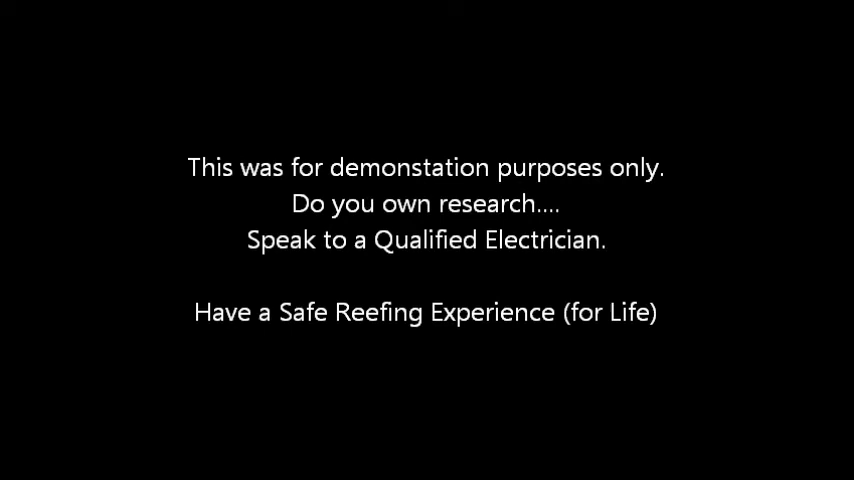 This was for demonstation purposes only.
Do you own research....
Speak to a Qualified Electrician.
Have a Safe Reefing Experience (for Life)